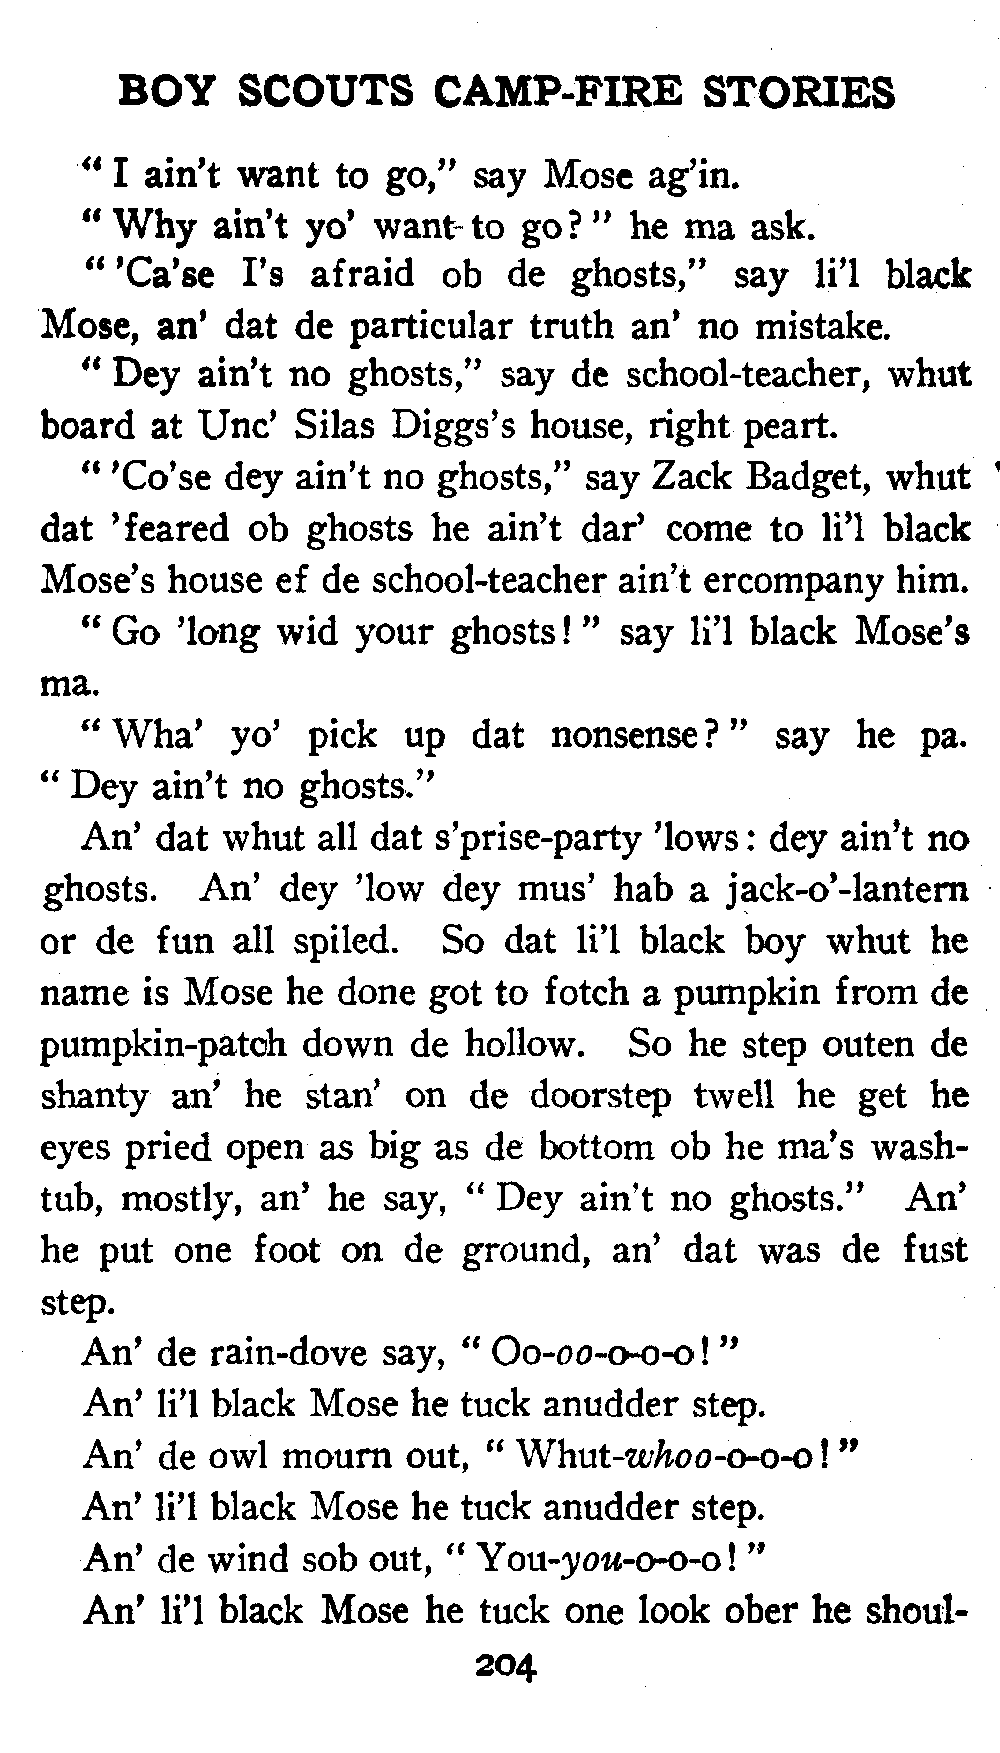 BOY SCOUTS CAMP-FIRE STORIES
" I ain't want to go," say Mose ag'in.
" Why ain't yo' want to go? " he ma ask.
" 'Ca'se I's afraid ob de ghosts," say li'l black
Mose, an' dat de particular truth an' no mistake.
" Dey ain't no ghosts," say de school-teacher, whut
board at Unc' Silas Diggs's house, right peart.
" 'Co'se dey ain't no ghosts," say Zack Badget, whut
dat 'feared ob ghosts he ain't dar' come to li'l black
Mose's house ef de school-teacher ain't ercompany him.
" Go 'long wid your ghosts! " say li'l black Mose's
ma.
" Wha' yo' pick up dat nonsense? " say he pa.
" Dey ain't no ghosts."
An' dat whut all dat s'prise-party 'lows: dey ain't no
ghosts. An' dey 'low dey mus' hab a jack-o'-lantern
or de fun all spiled. So dat li'l black boy whut he
name is Mose he done got to fotch a pumpkin from de
pumpkin-patch down de hollow. So he step outen de
shanty an' he stan' on de doorstep twell he get he
eyes pried open as big as de bottom ob he ma's wash-
tub, mostly, an' he say, " Dey ain't no ghosts." An'
he put one foot on de ground, an' dat was de fust
step.
An' de rain-dove say, " Oo-oo-o-o-o! "
An' li'l black Mose he tuck anudder step.
An' de owl mourn out, " Whut-whoo-o-o-o! "
An' li'l black Mose he tuck anudder step.
An' de wind sob out, " You-you-o-o-o! "
An' li'l black Mose he tuck one look ober he shoul-
204